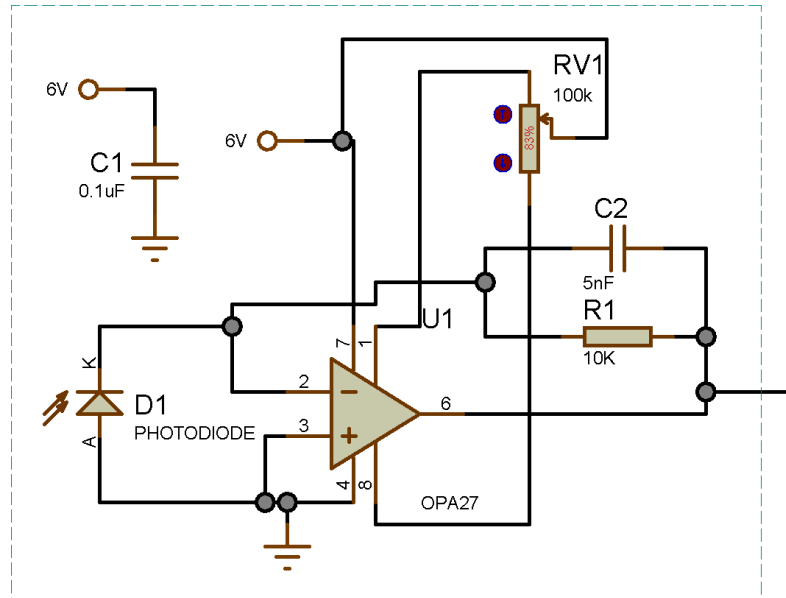 RV1
100k
83%
6V
C1
0.1uF
6V
C2
5nF
R1
10K
U1
7
1
K
2
6
D1
PHOTODIODE
3
A
4
8
OPA27